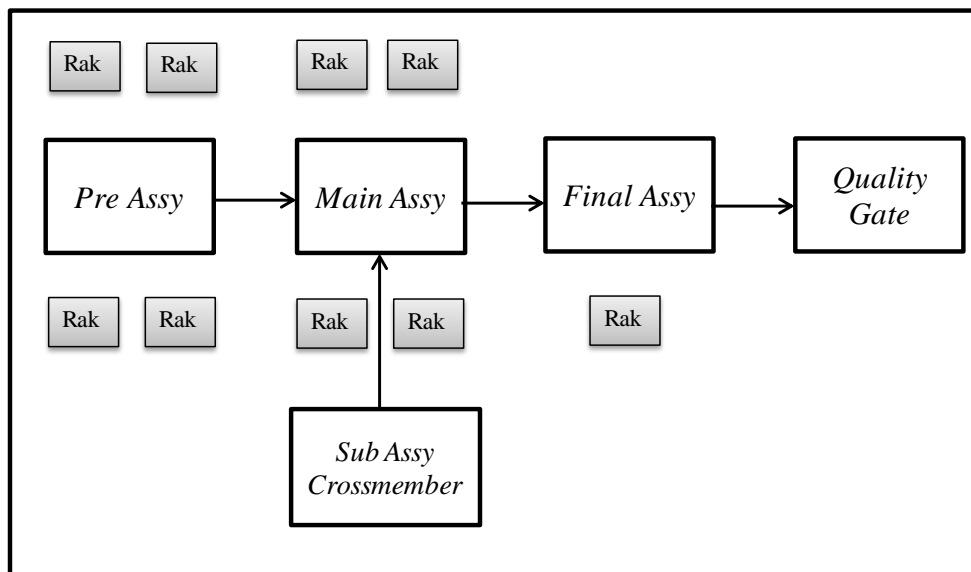 Rak
Rak
Rak
Rak
Pre Assy
Main Assy
Final Assy
Quality
Gate
Rak
Rak
Rak
Rak
Rak
Sub Assy
Crossmember